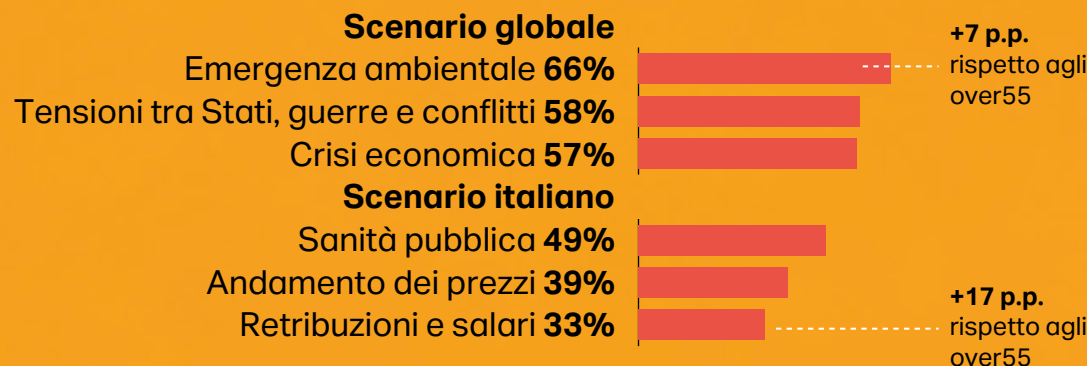 Scenario globale
Emergenza ambientale 66%
Tensioni tra Stati, guerre e conflitti 58%
Crisi economica 57%
+7 p.p.
rispetto agli
over55
Scenario italiano
Sanità pubblica 49%
Andamento dei prezzi 39%
Retribuzioni e salari 33%
+17 p.p.
rispetto agli
over55